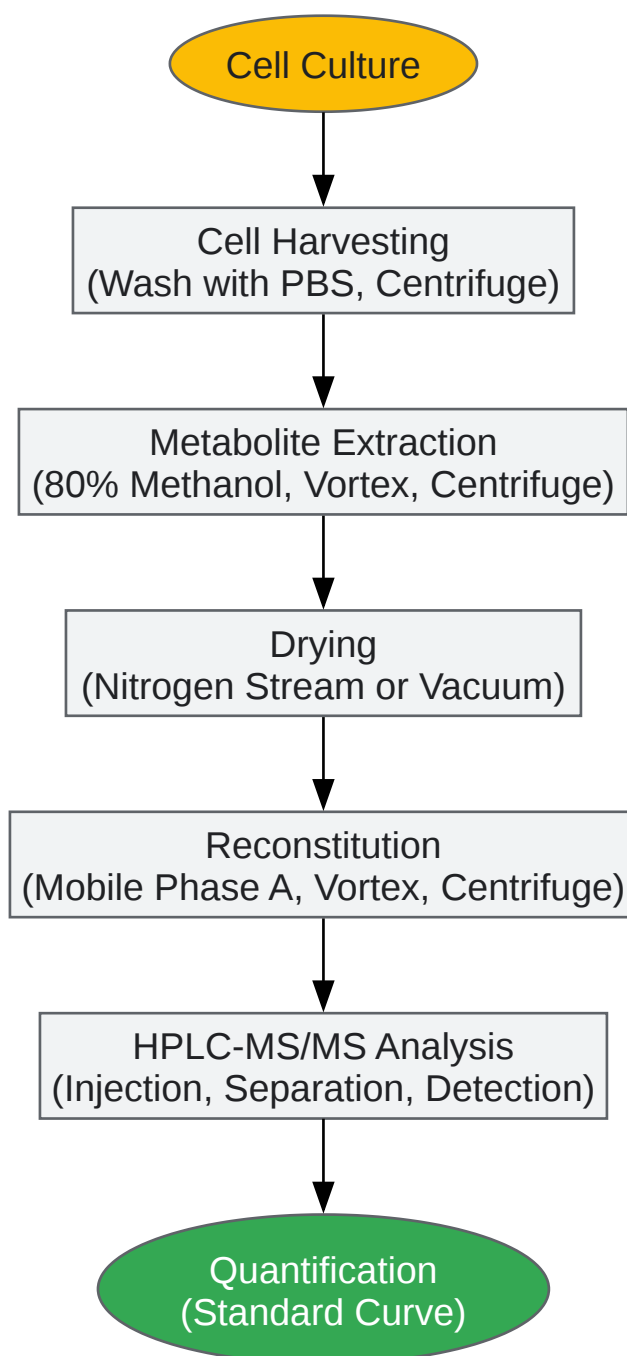 Cell Culture
Cell Harvesting
(Wash with PBS, Centrifuge)
Metabolite Extraction
(80% Methanol, Vortex, Centrifuge)
Drying
(Nitrogen Stream or Vacuum)
Reconstitution
(Mobile Phase A, Vortex, Centrifuge)
HPLC-MS/MS Analysis
(Injection, Separation, Detection)
Quantification
(Standard Curve)